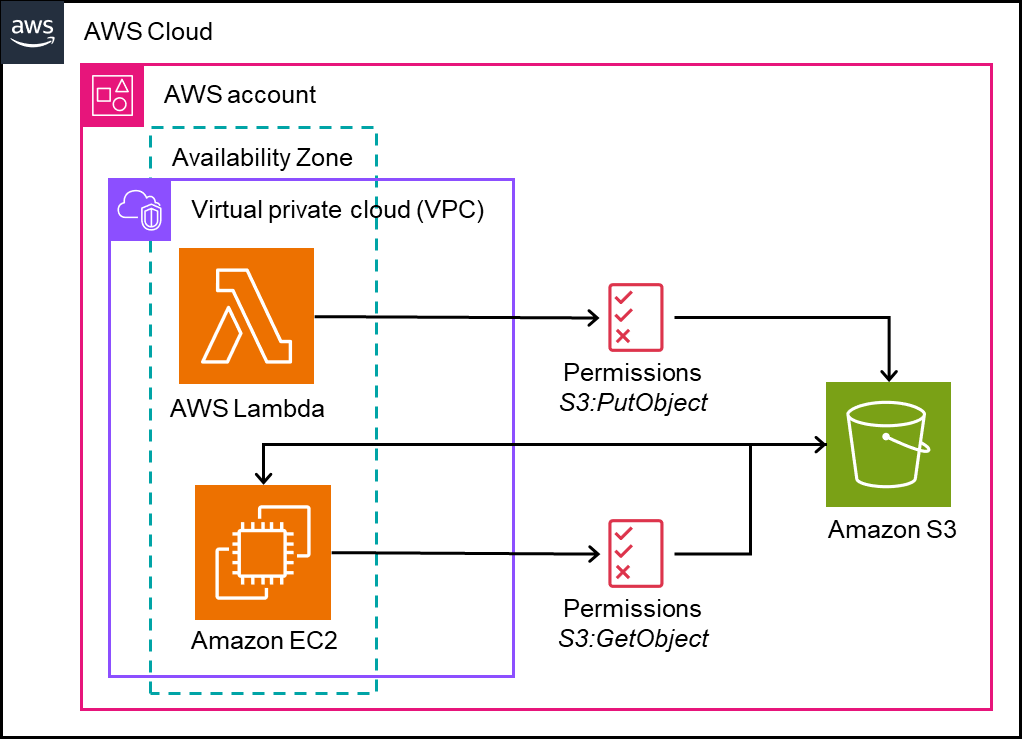 aws
AWS Cloud
AWS account
Availability Zone
Virtual private cloud (VPC)
AWS Lambda
Permissions
S3:PutObject
Amazon S3
Amazon EC2
Permissions
S3:GetObject